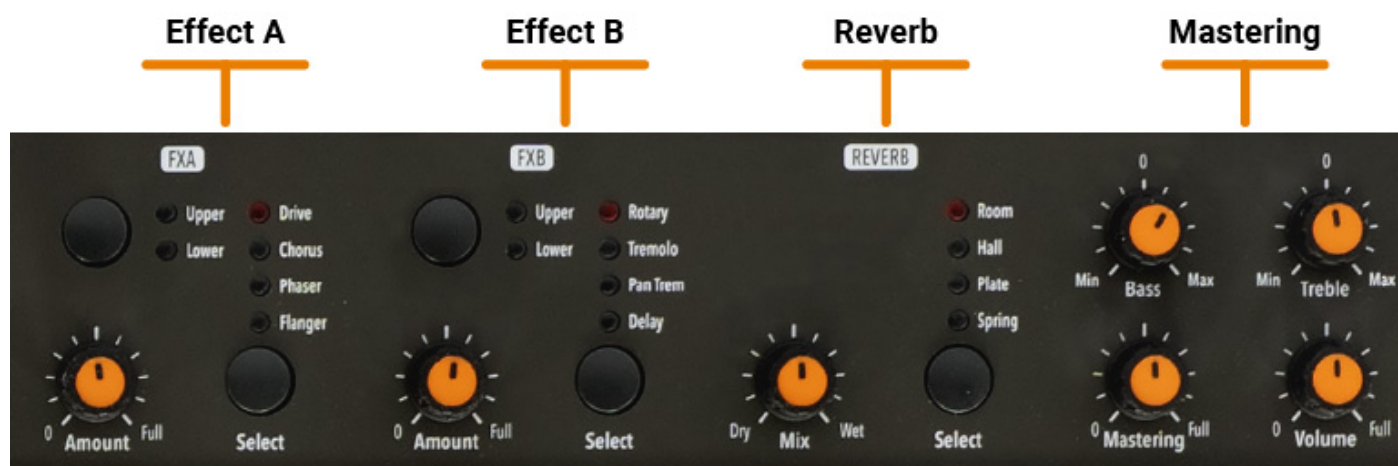 Effect A
Effect B
Reverb
Mastering
FXA
Upper
Lower
Drive
Chorus
Phaser
Flanger
0
Amount
Full
Select
FXB
Upper
Lower
Rotary
Tremolo
Pan Trem
Delay
0
Amount
Full
Select
REVERB
Room
Hall
Plate
Spring
Dry
Mix
Wet
Select
0
Min
Bass
Max
0
Min
Treble
Max
0
Mastering
Full
0
Volume
Full